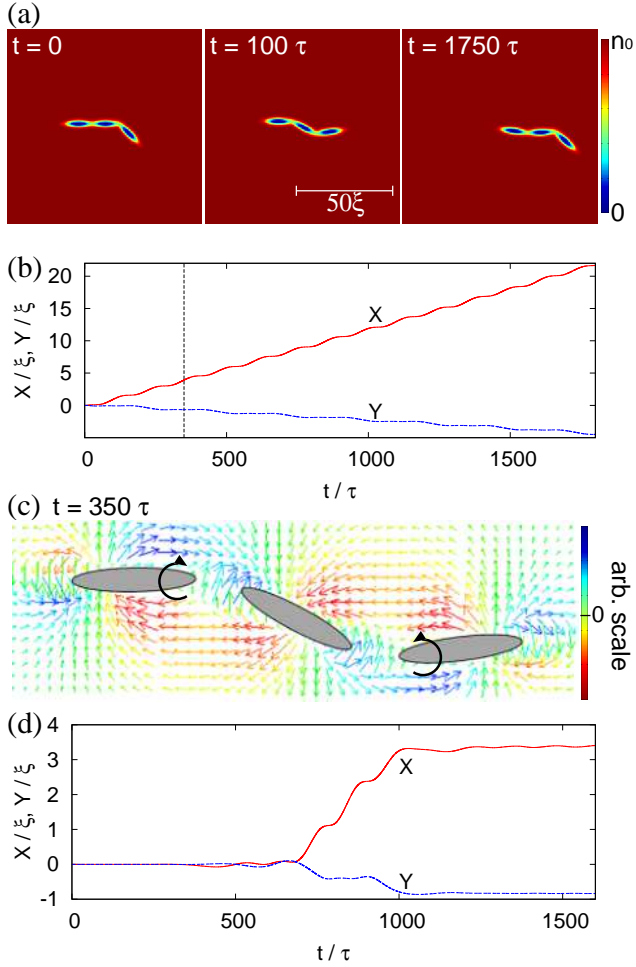 (a)
t = 0
t = 100 τ
t = 1750 τ
n₀
50ξ
0
(b)
20
15
10
5
0
X / ξ, Y / ξ
X
Y
0 500 1000 1500
t / τ
(c) t = 350 τ
arb. scale
0
(d)
4
3
2
1
0
-1
X / ξ, Y / ξ
X
Y
0 500 1000 1500
t / τ